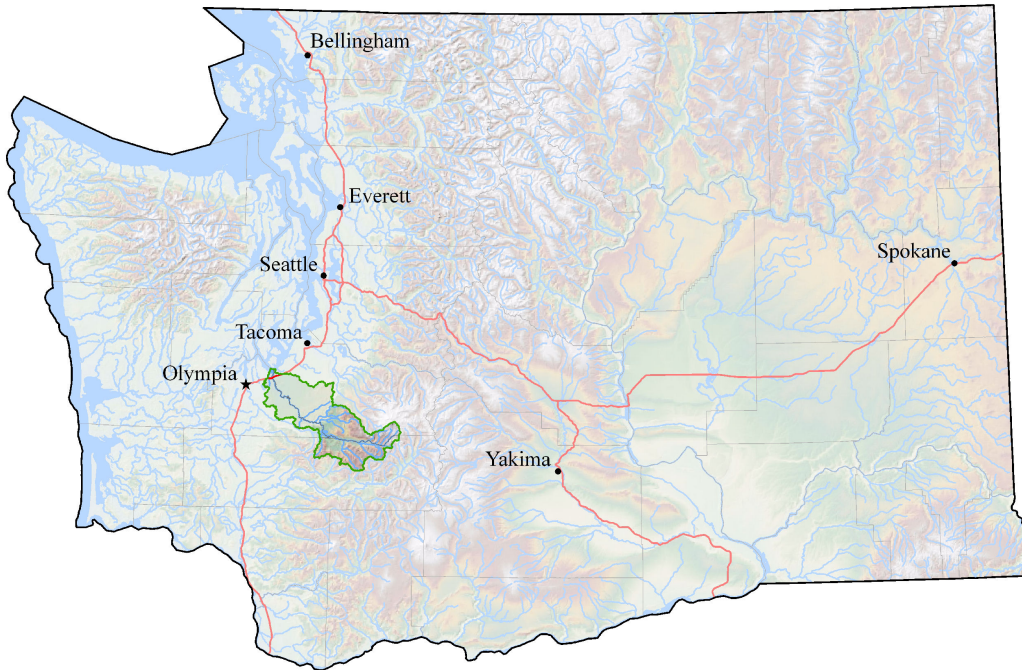 Bellingham
Everett
Seattle
Spokane
Tacoma
Olympia
Yakima